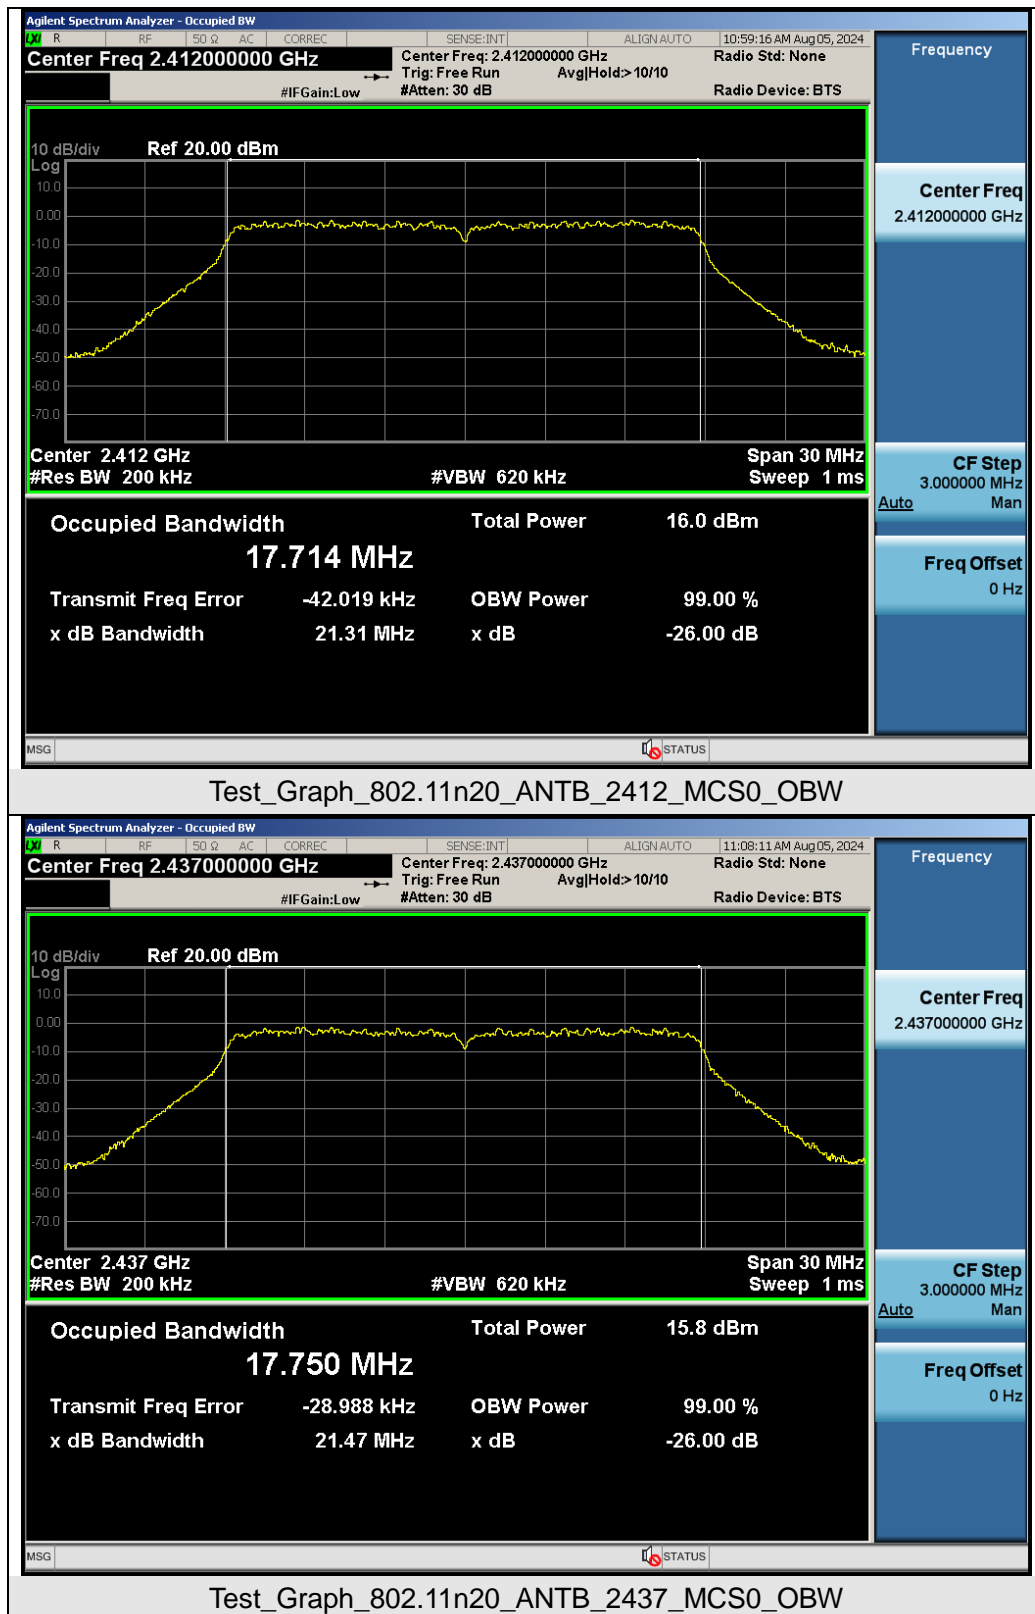 Agilent Spectrum Analyzer - Occupied BW
LXI R RF 50 Ω AC CORREC SENSE:INT ALIGN AUTO 10:59:16 AM Aug 05, 2024
Center Freq 2.412000000 GHz Center Freq: 2.412000000 GHz Radio Std: None
Trig: Free Run Avg|Hold:> 10/10
#IFGain:Low #Atten: 30 dB Radio Device: BTS
Frequency
10 dB/div Ref 20.00 dBm
Log
10.0
0.00
-10.0
-20.0
-30.0
-40.0
-50.0
-60.0
-70.0
Center 2.412 GHz Span 30 MHz
#Res BW 200 kHz #VBW 620 kHz Sweep 1 ms
Center Freq
2.412000000 GHz
CF Step
3.000000 MHz
Auto Man
Freq Offset
0 Hz
Occupied Bandwidth Total Power 16.0 dBm
17.714 MHz
Transmit Freq Error -42.019 kHz OBW Power 99.00 %
x dB Bandwidth 21.31 MHz x dB -26.00 dB
MSG STATUS
Test_Graph_802.11n20_ANTB_2412_MCS0_OBW
Agilent Spectrum Analyzer - Occupied BW
LXI R RF 50 Ω AC CORREC SENSE:INT ALIGN AUTO 11:08:11 AM Aug 05, 2024
Center Freq 2.437000000 GHz Center Freq: 2.437000000 GHz Radio Std: None
Trig: Free Run Avg|Hold:> 10/10
#IFGain:Low #Atten: 30 dB Radio Device: BTS
Frequency
10 dB/div Ref 20.00 dBm
Log
10.0
0.00
-10.0
-20.0
-30.0
-40.0
-50.0
-60.0
-70.0
Center 2.437 GHz Span 30 MHz
#Res BW 200 kHz #VBW 620 kHz Sweep 1 ms
Center Freq
2.437000000 GHz
CF Step
3.000000 MHz
Auto Man
Freq Offset
0 Hz
Occupied Bandwidth Total Power 15.8 dBm
17.750 MHz
Transmit Freq Error -28.988 kHz OBW Power 99.00 %
x dB Bandwidth 21.47 MHz x dB -26.00 dB
MSG STATUS
Test_Graph_802.11n20_ANTB_2437_MCS0_OBW